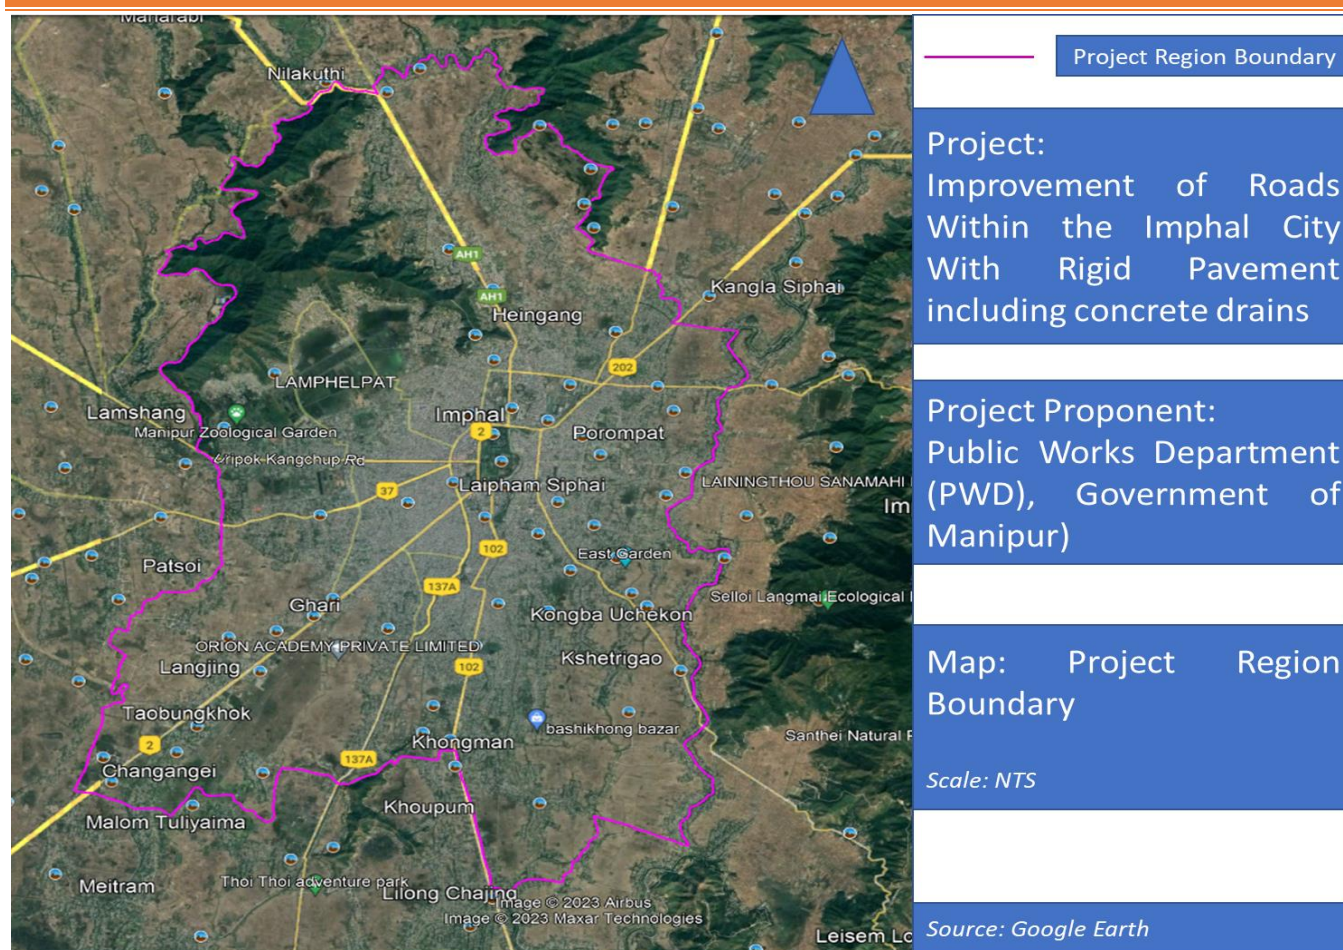 Maharabi
Nilakuthi
AH1
AH1
Kangla Siphai
Heingang
202
LAMPHELPAT
Lamshang
Imphal
Manipur Zoological Garden
2
Porompat
Uripok Kangchup Rd
Laipham Siphai
LAININGTHOU SANAMAHI
37
Im
102
East Garden
Patsoi
137A
Selloi Langmai Ecological
Ghari
Kongba Uchekon
ORION ACADEMY PRIVATE LIMITED
Langjing
102
Kshetrigao
Taobungkhok
bashikhong bazar
Santhei Natural P
2
Khongman
137A
Changangei
Khoupum
Malom Tuliyaima
Meitram
Thoi Thoi adventure park
Lilong Chajing
Image © 2023 Airbus
Image © 2023 Maxar Technologies
Leisem Lo
Project Region Boundary
Project:
Improvement of Roads
Within the Imphal City
With Rigid Pavement
including concrete drains
Project Proponent:
Public Works Department
(PWD), Government of
Manipur)
Map: Project Region
Boundary
Scale: NTS
Source: Google Earth